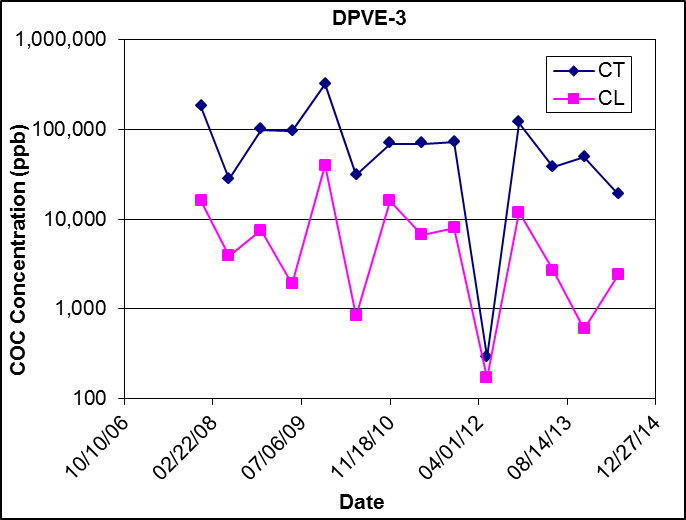 DPVE-3
1,000,000
100,000
10,000
1,000
100
COC Concentration (ppb)
CT
CL
10/10/06
02/22/08
07/06/09
11/18/10
04/01/12
08/14/13
12/27/14
Date